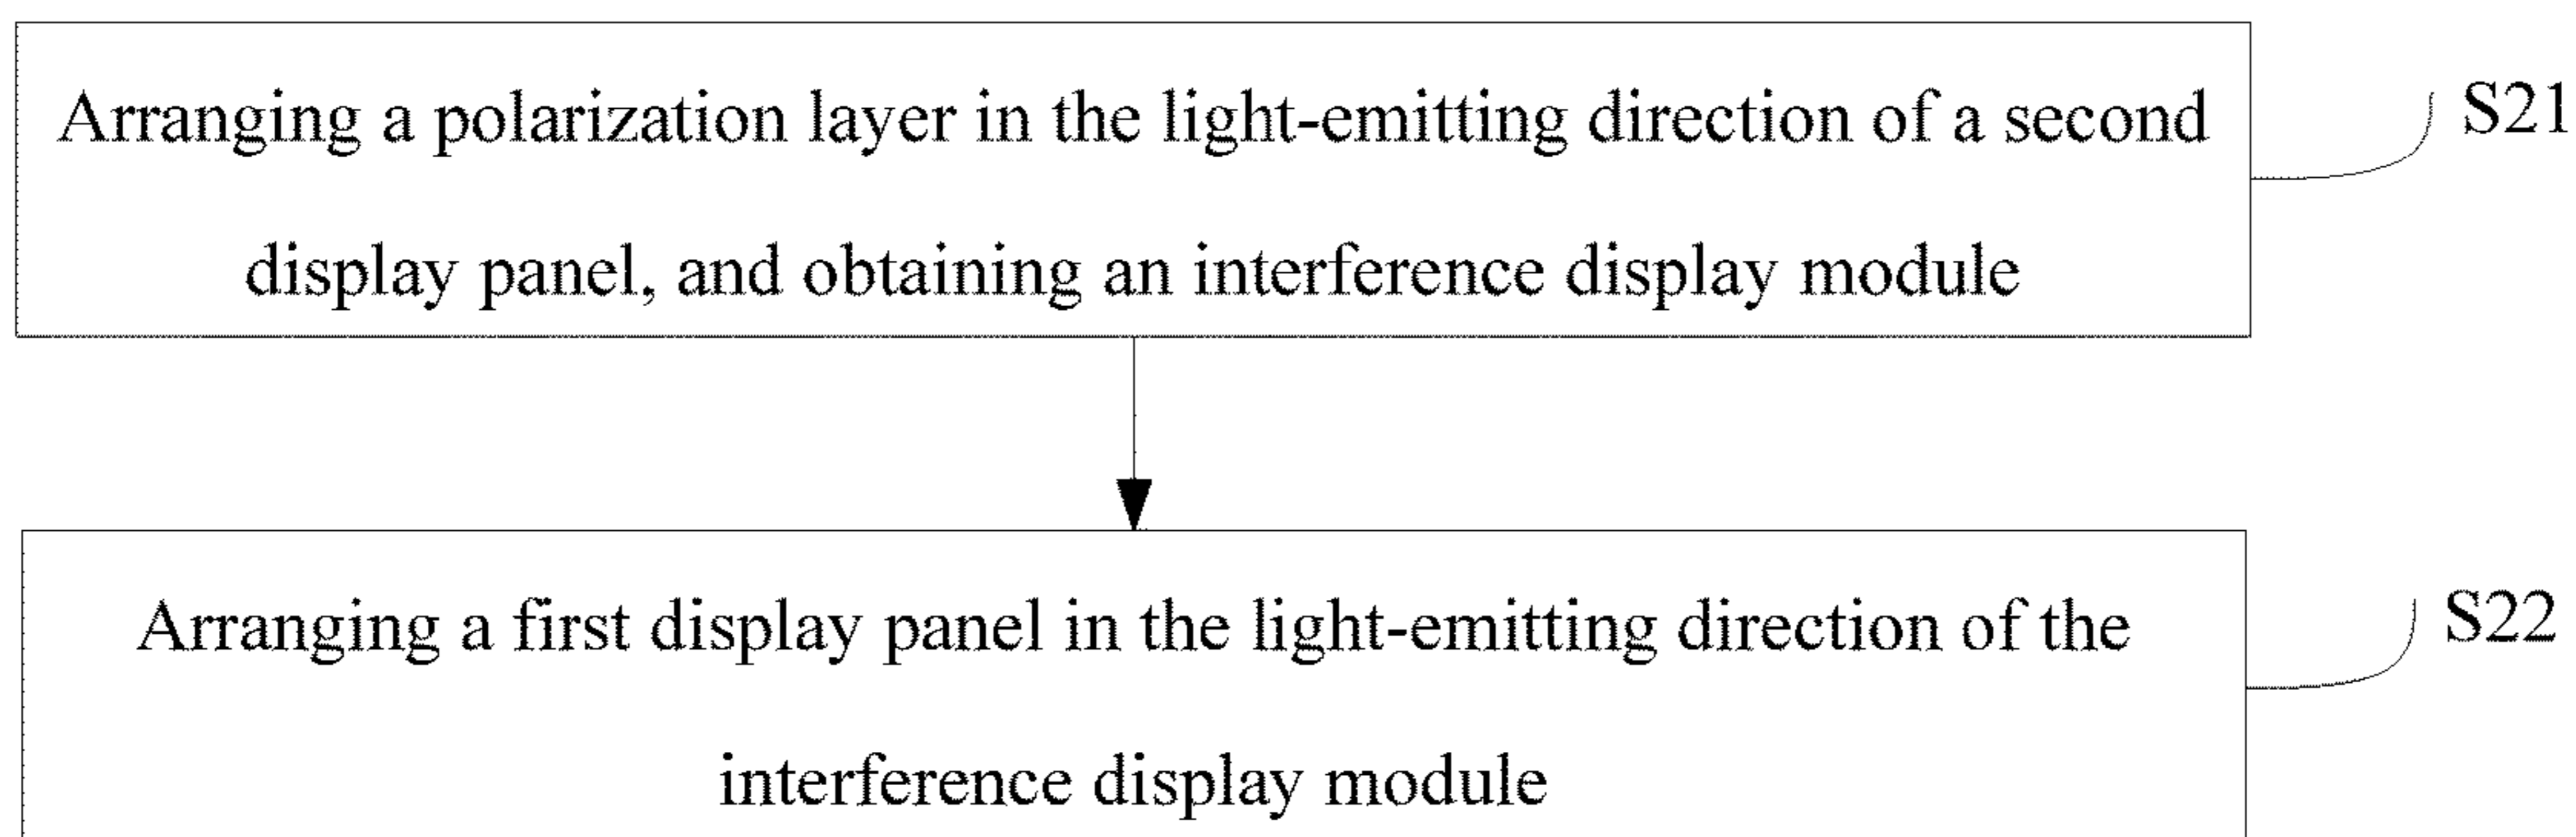 Arranging a polarization layer in the light-emitting direction of a second
display panel, and obtaining an interference display module
S21
Arranging a first display panel in the light-emitting direction of the
interference display module
S22